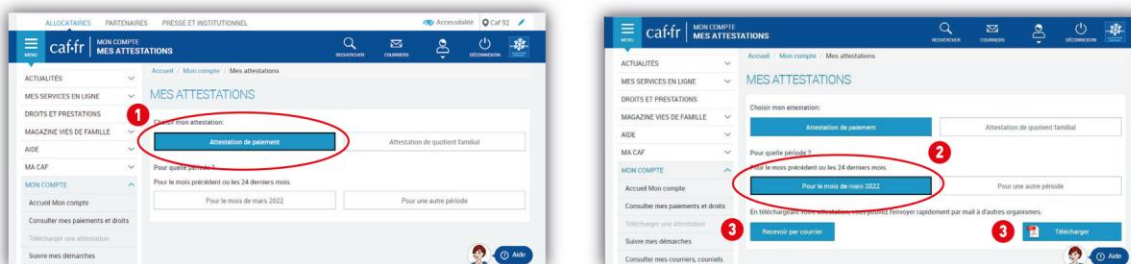 ALLOCATAIRES PARTENAIRES PRESSE ET INSTITUTIONNEL Accessibilité Caf 92
MENU caf.fr MON COMPTE
MES ATTESTATIONS
RECHERCHER COURRIERS DÉCONNEXION
ACTUALITÉS
MES SERVICES EN LIGNE
DROITS ET PRESTATIONS
MAGAZINE VIES DE FAMILLE
AIDE
MA CAF
MON COMPTE
Accueil Mon compte
Consulter mes paiements et droits
Télécharger une attestation
Suivre mes démarches
Accueil / Mon compte / Mes attestations
MES ATTESTATIONS
1
Choisir mon attestation:
Attestation de paiement Attestation de quotient familial
Pour quelle période ?
Pour le mois précédent ou les 24 derniers mois.
Pour le mois de mars 2022 Pour une autre période
Aide
MENU caf.fr MON COMPTE
MES ATTESTATIONS
RECHERCHER COURRIERS DÉCONNEXION
ACTUALITÉS
MES SERVICES EN LIGNE
DROITS ET PRESTATIONS
MAGAZINE VIES DE FAMILLE
AIDE
MA CAF
MON COMPTE
Accueil Mon compte
Consulter mes paiements et droits
Télécharger une attestation
Suivre mes démarches
Consulter mes courriers, courriels
Accueil / Mon compte / Mes attestations
MES ATTESTATIONS
Choisir mon attestation:
Attestation de paiement Attestation de quotient familial
Pour quelle période ?
2
Pour le mois précédent ou les 24 derniers mois.
Pour le mois de mars 2022 Pour une autre période
En téléchargeant votre attestation, vous pouvez l'envoyer rapidement par mail à d'autres organismes.
3 Recevoir par courrier 3 Télécharger
Aide